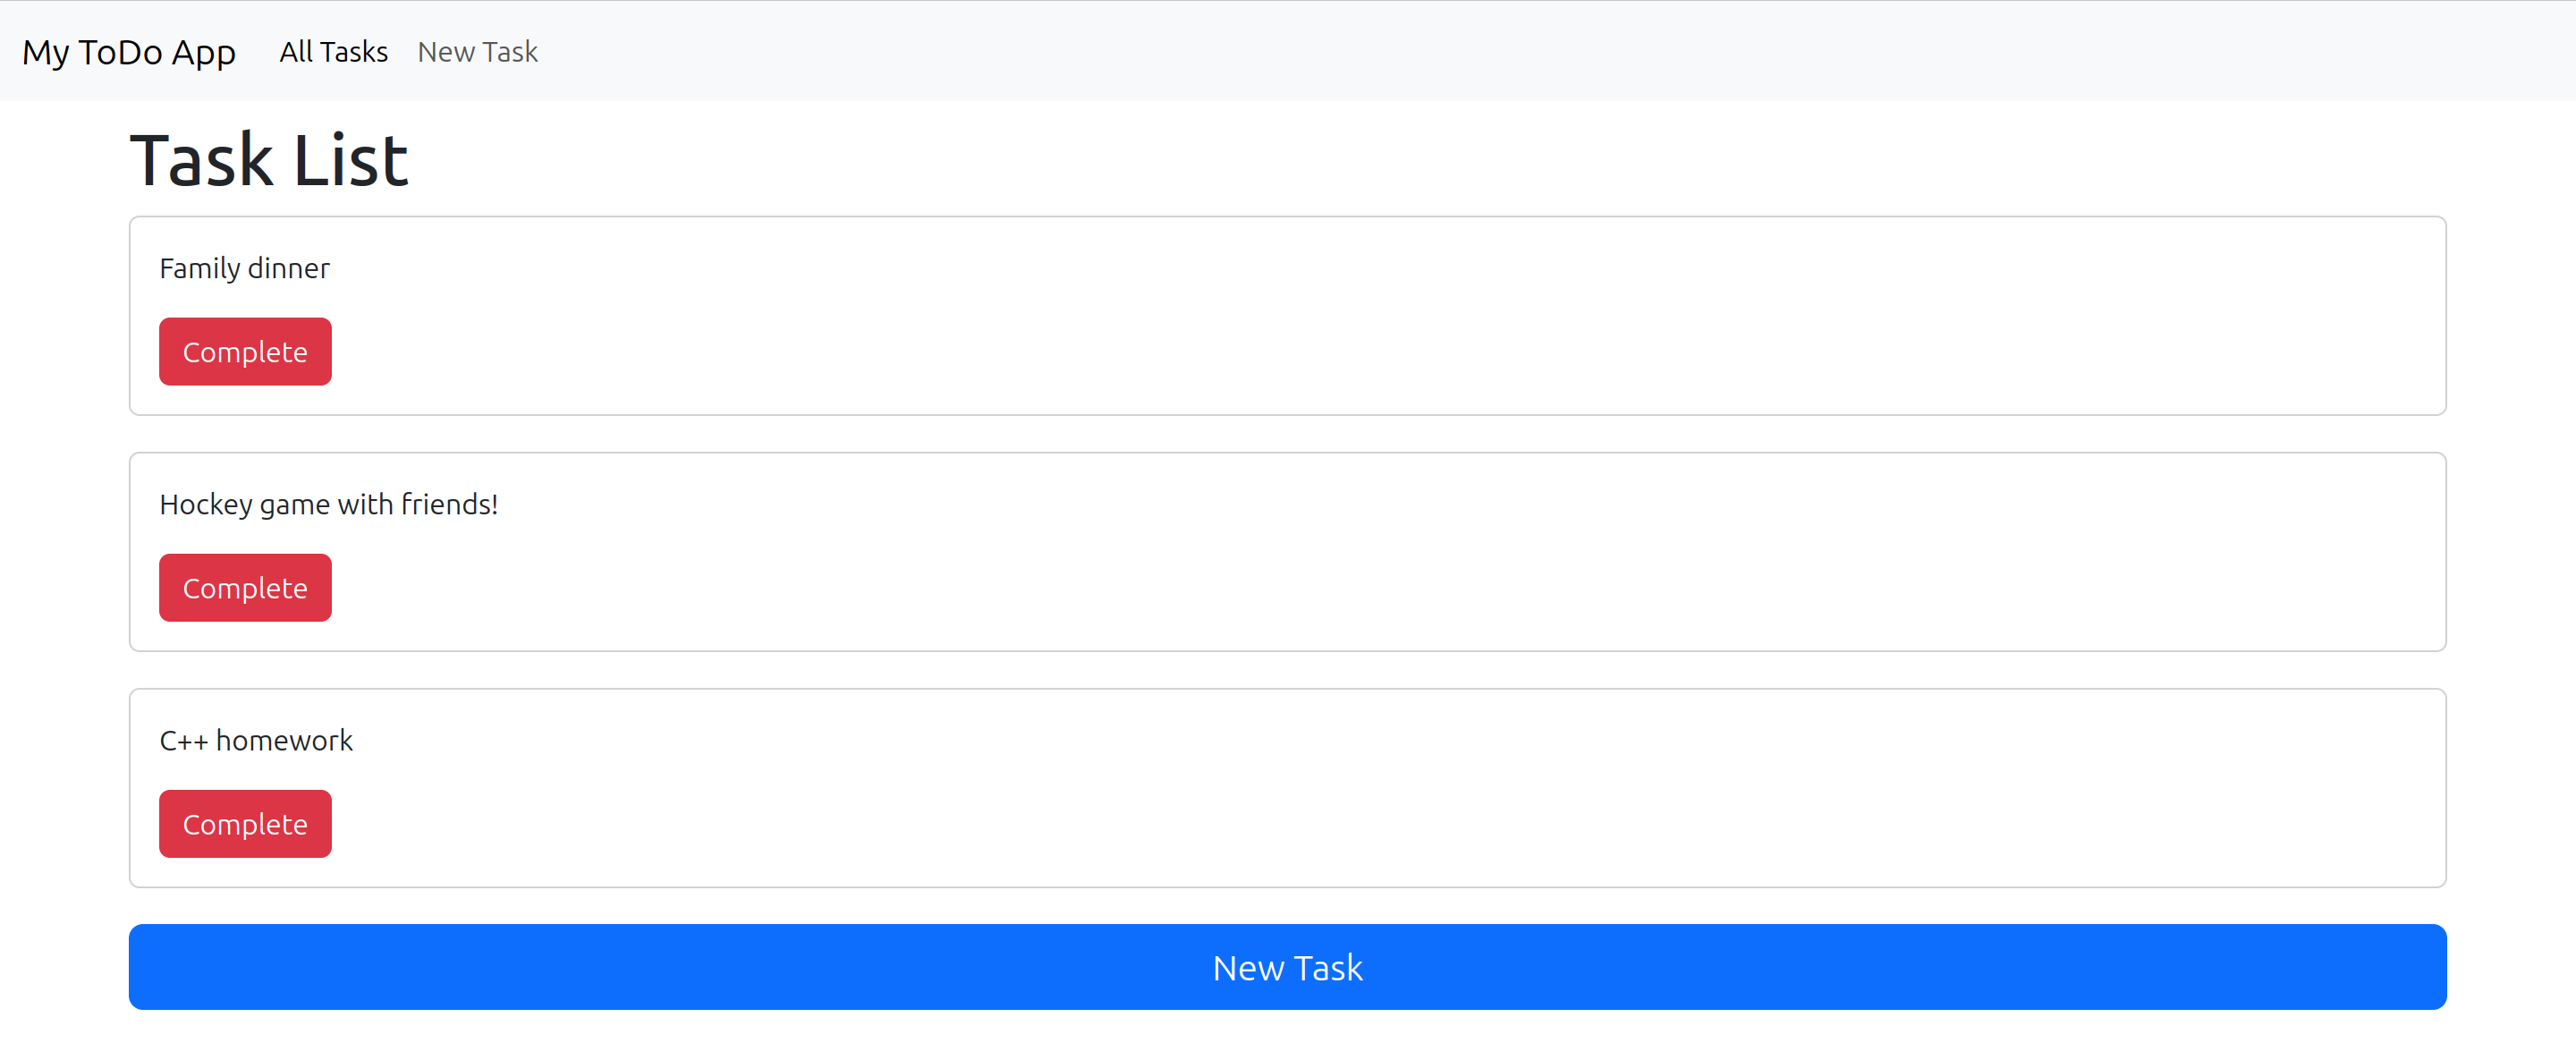 My ToDo App All Tasks New Task
Task List
Family dinner
Complete
Hockey game with friends!
Complete
C++ homework
Complete
New Task